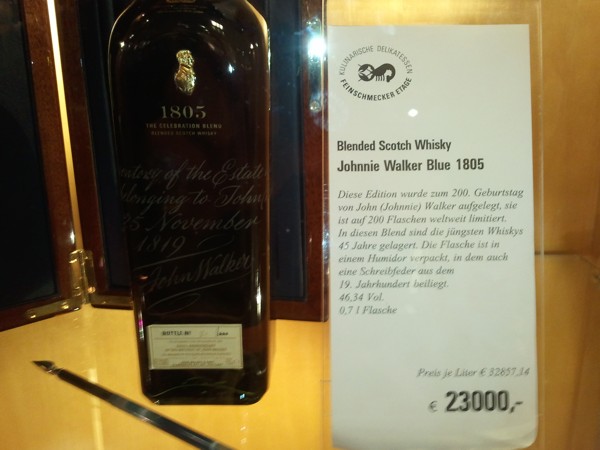 1805
THE CELEBRATION BLEND
BLENDED SCOTCH WHISKY
of the Estate
belonging to John
25 November
1819
John Walker
BOTTLE Nº
KULINARISCHE DELIKATESSEN
FEINSCHMECKER ETAGE
Blended Scotch Whisky
Johnnie Walker Blue 1805
Diese Edition wurde zum 200. Geburtstag
von John (Johnnie) Walker aufgelegt, sie
ist auf 200 Flaschen weltweit limitiert.
In diesen Blend sind die jüngsten Whiskys
45 Jahre gelagert. Die Flasche ist in
einem Humidor verpackt, in dem auch
eine Schreibfeder aus dem
19. Jahrhundert beiliegt.
46,34 Vol.
0,7 l Flasche
Preis je Liter € 32857,14
€ 23000,-